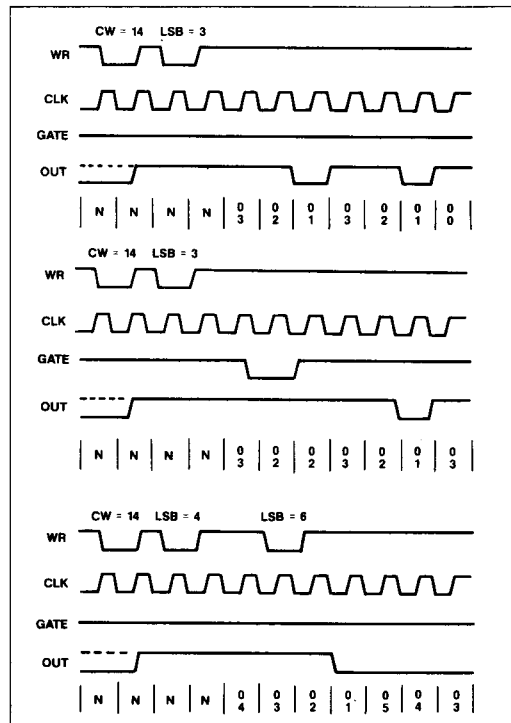 CW = 14 LSB = 3
WR
CLK
GATE
OUT
N N N N 0 0 0 0 0 0 0
3 2 1 3 2 1 0
CW = 14 LSB = 3
WR
CLK
GATE
OUT
N N N N 0 0 0 0 0 0 0
3 2 2 3 2 1 3
CW = 14 LSB = 4 LSB = 6
WR
CLK
GATE
OUT
N N N N 0 0 0 0 0 0 0
4 3 2 1 5 4 3